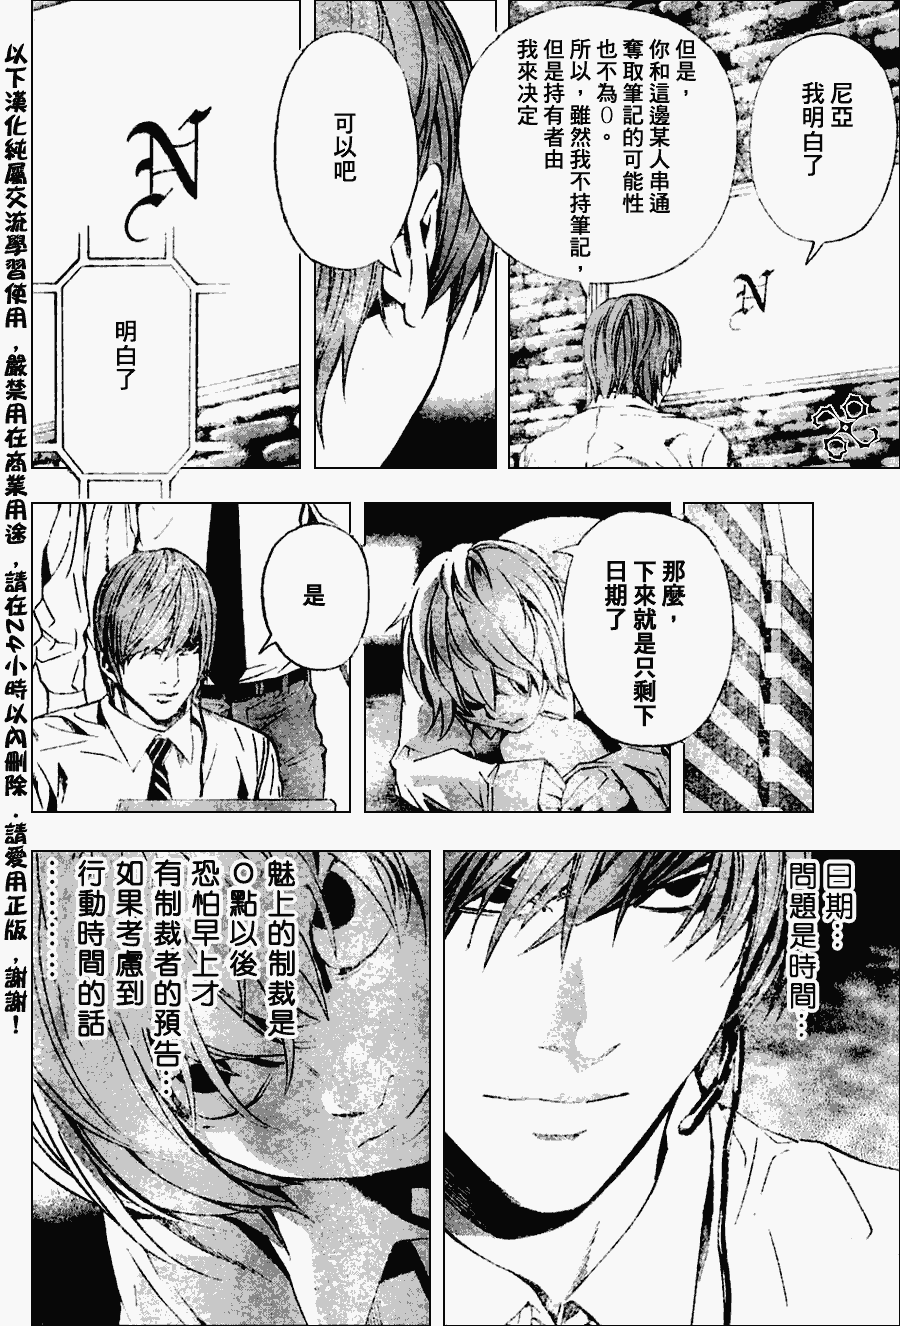 尼亞
我明白了
但是，
你和這邊某人串通
奪取筆記的可能性
也不為０。
所以，雖然我不持筆記，
但是持有者由
我來決定
N
可以吧
N
明白了
那麼，
下來就是只剩下
日期了
是
日期…
問題是時間…
魅上的制裁是
０點以後
恐怕早上才
有制裁者的預告…
如果考慮到
行動時間的話
………
以下漢化純屬交流學習使用，嚴禁用在商業用途，請在24小時以內刪除．請愛用正版，謝謝！